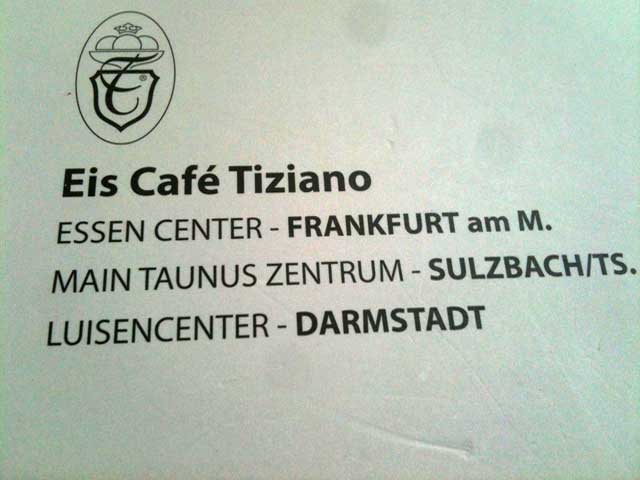 Eis Café Tiziano
ESSEN CENTER - FRANKFURT am M.
MAIN TAUNUS ZENTRUM - SULZBACH/TS.
LUISENCENTER - DARMSTADT